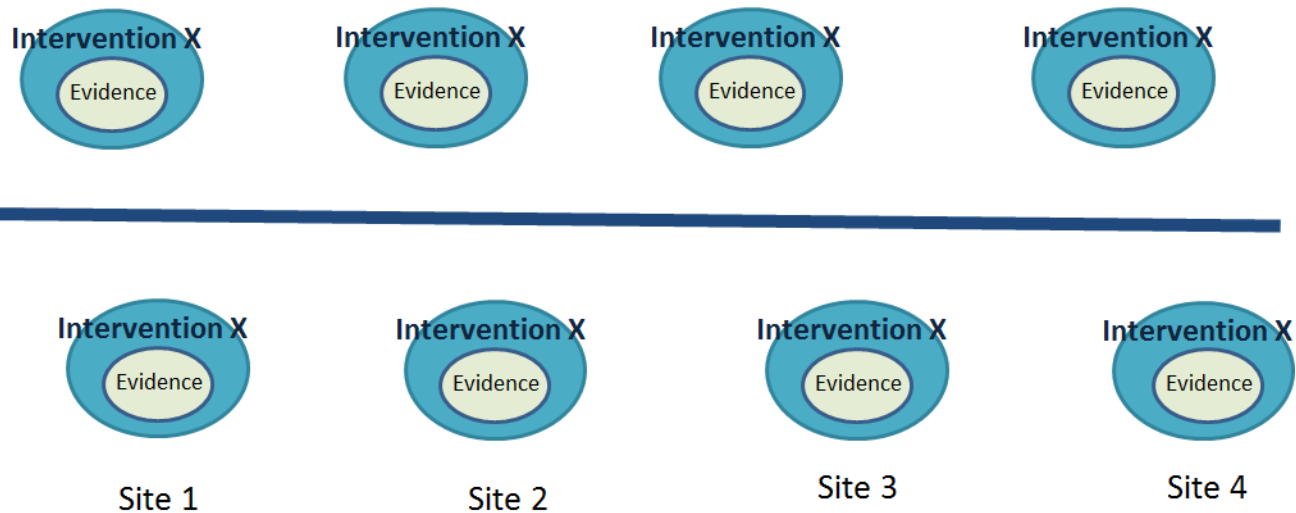 Intervention X Intervention X Intervention X Intervention X
Evidence Evidence Evidence Evidence
Intervention X Intervention X Intervention X Intervention X
Evidence Evidence Evidence Evidence
Site 1 Site 2 Site 3 Site 4